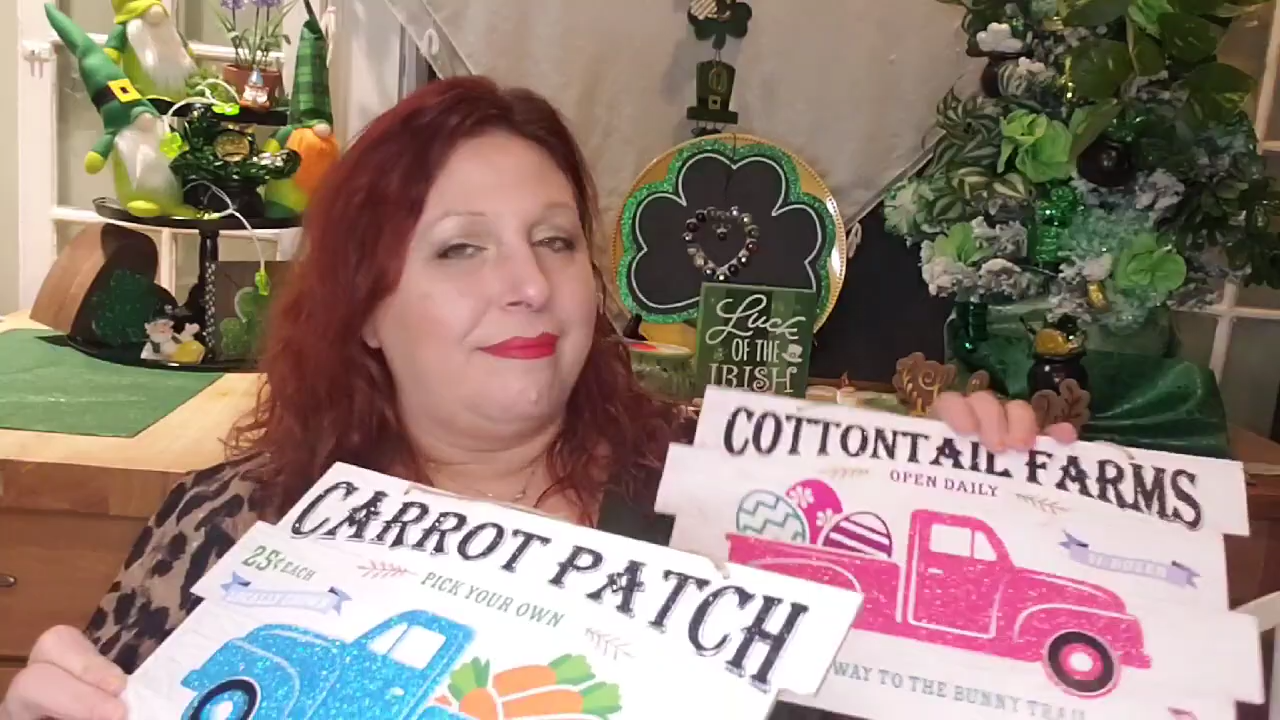 Luck
OF THE
IRISH
COTTONTAIL FARMS
OPEN DAILY
WAY TO THE BUNNY TRAIL
CARROT PATCH
25¢ EACH
PICK YOUR OWN